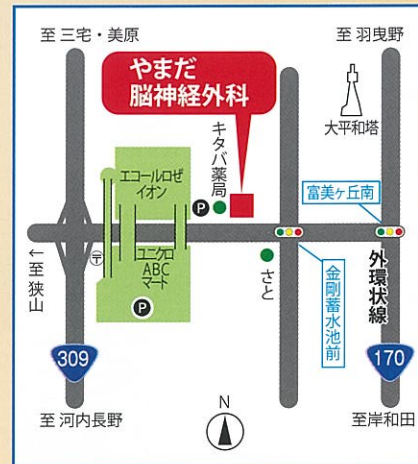 至 三宅・美原
至 羽曳野
やまだ
脳神経外科
大平和塔
キタバ薬局
エコールロゼ
イオン
P
富美ヶ丘南
〒
ユニクロ
ABC
マート
P
さと
金剛蓄水池前
外環状線
←至 狭山
309
170
N
至 河内長野
至 岸和田